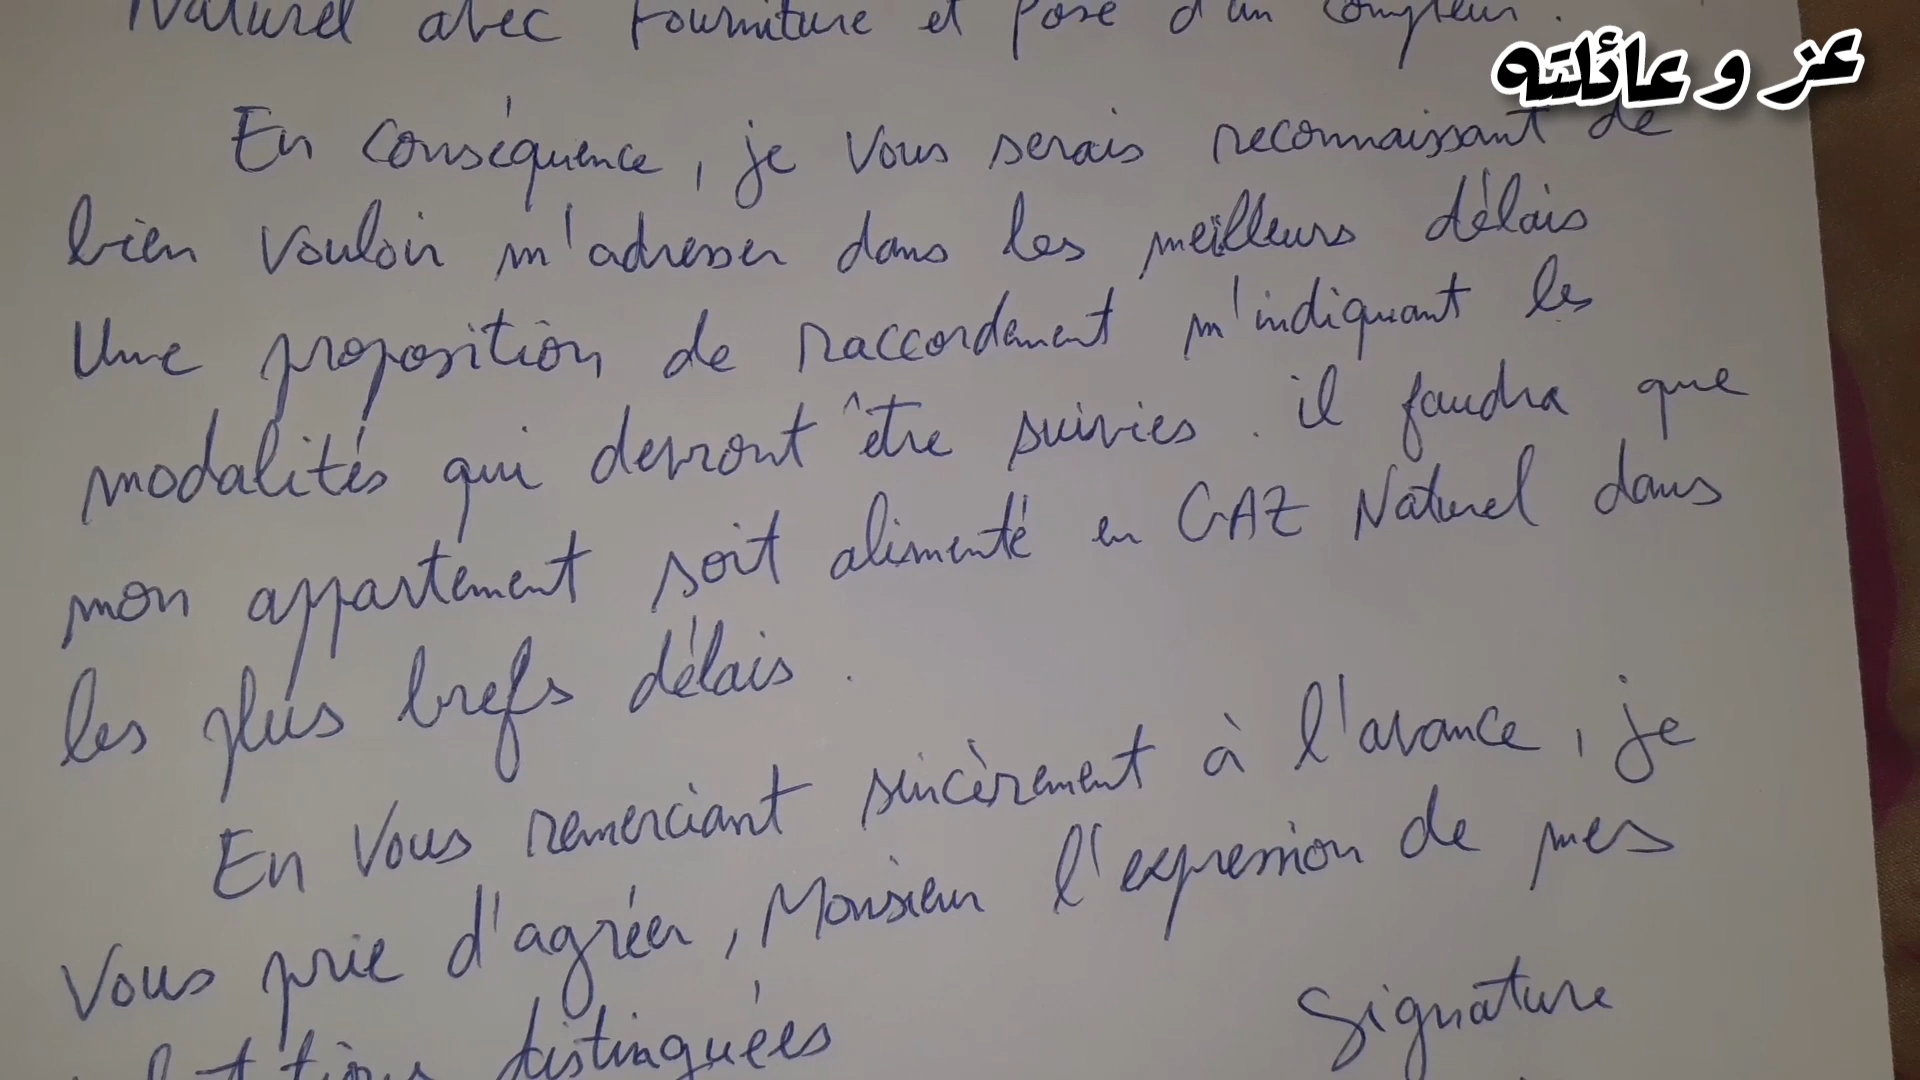 Naturel avec fourniture et pose d'un compteur.
عز و عائلته
En conséquence, je vous serais reconnaissant de
bien vouloir m'adresser dans les meilleurs délais
Une proposition de raccordement m'indiquant les
modalités qui devront être suivies. il faudra que
mon appartement soit alimenté en GAZ Naturel dans
les plus brefs délais.
En vous remerciant sincèrement à l'avance, je
vous prie d'agréer, Monsieur l'expression de mes
distinguées
Signature